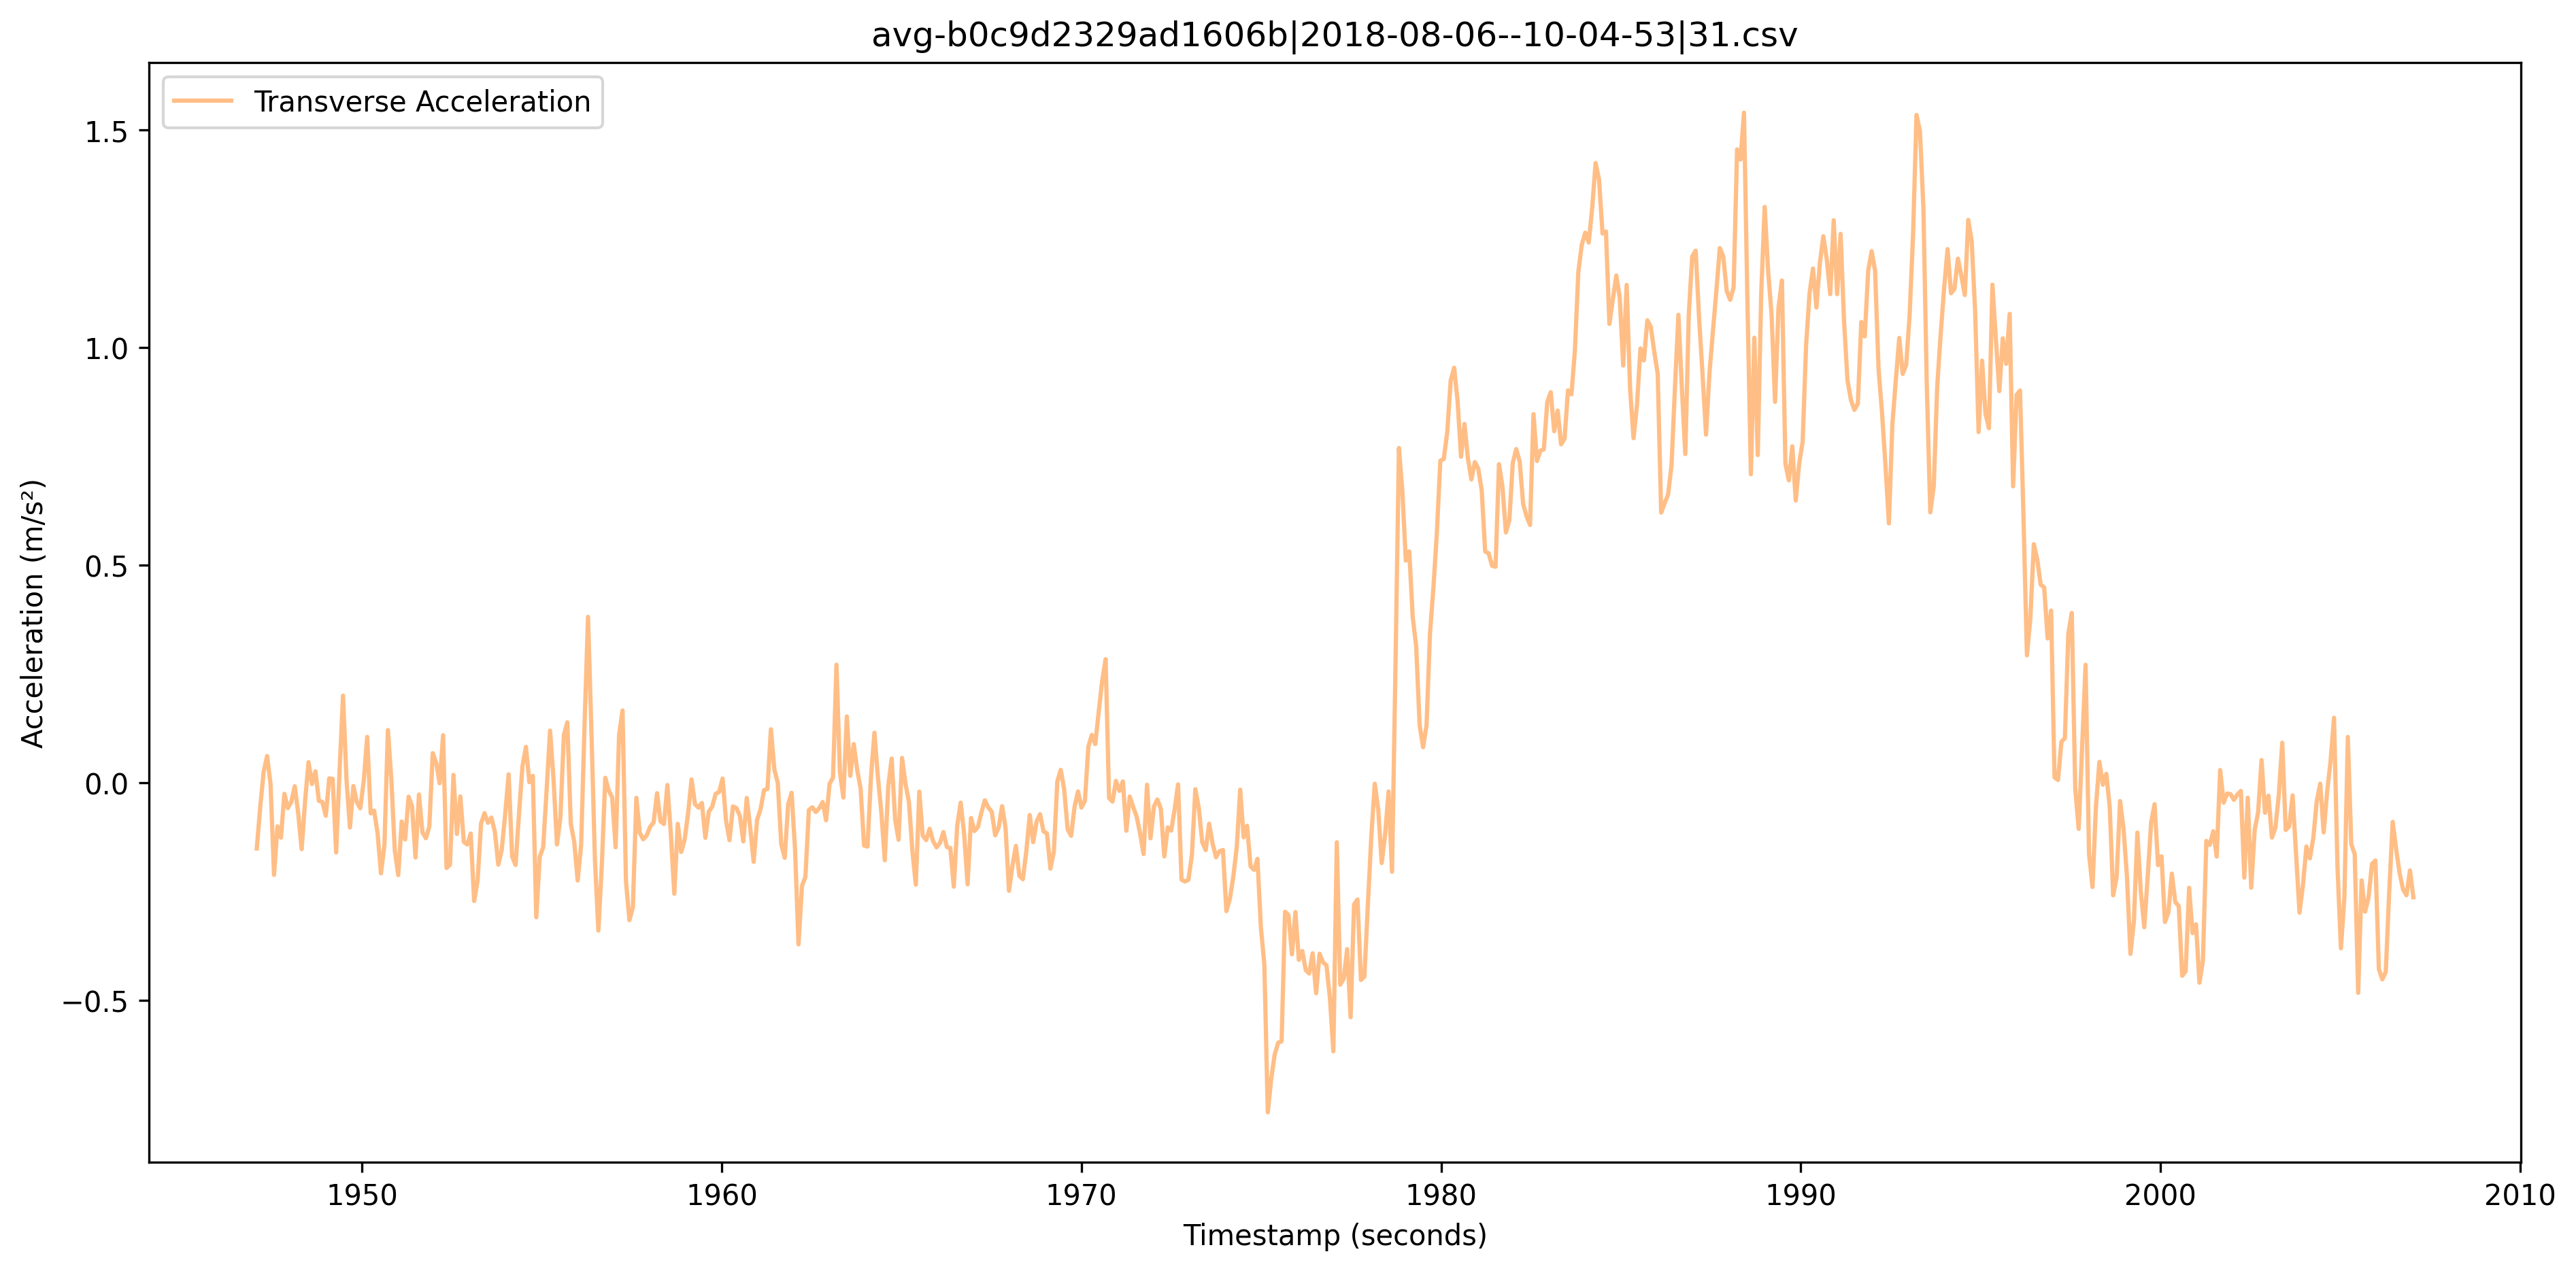 avg-b0c9d2329ad1606b|2018-08-06--10-04-53|31.csv
Transverse Acceleration
1.5
1.0
0.5
0.0
−0.5
Acceleration (m/s²)
1950 1960 1970 1980 1990 2000 2010
Timestamp (seconds)